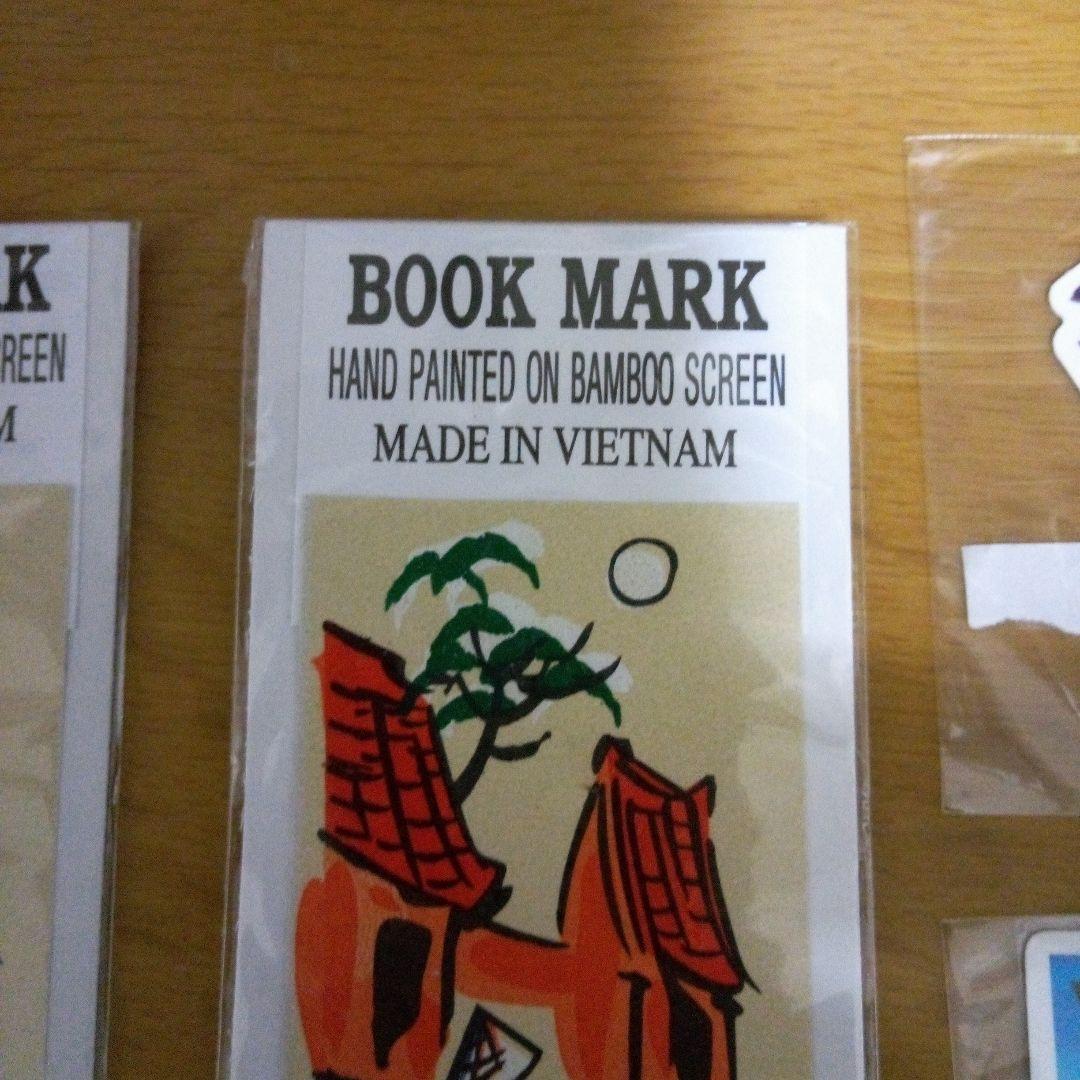 BOOK MARK
HAND PAINTED ON BAMBOO SCREEN
MADE IN VIETNAM